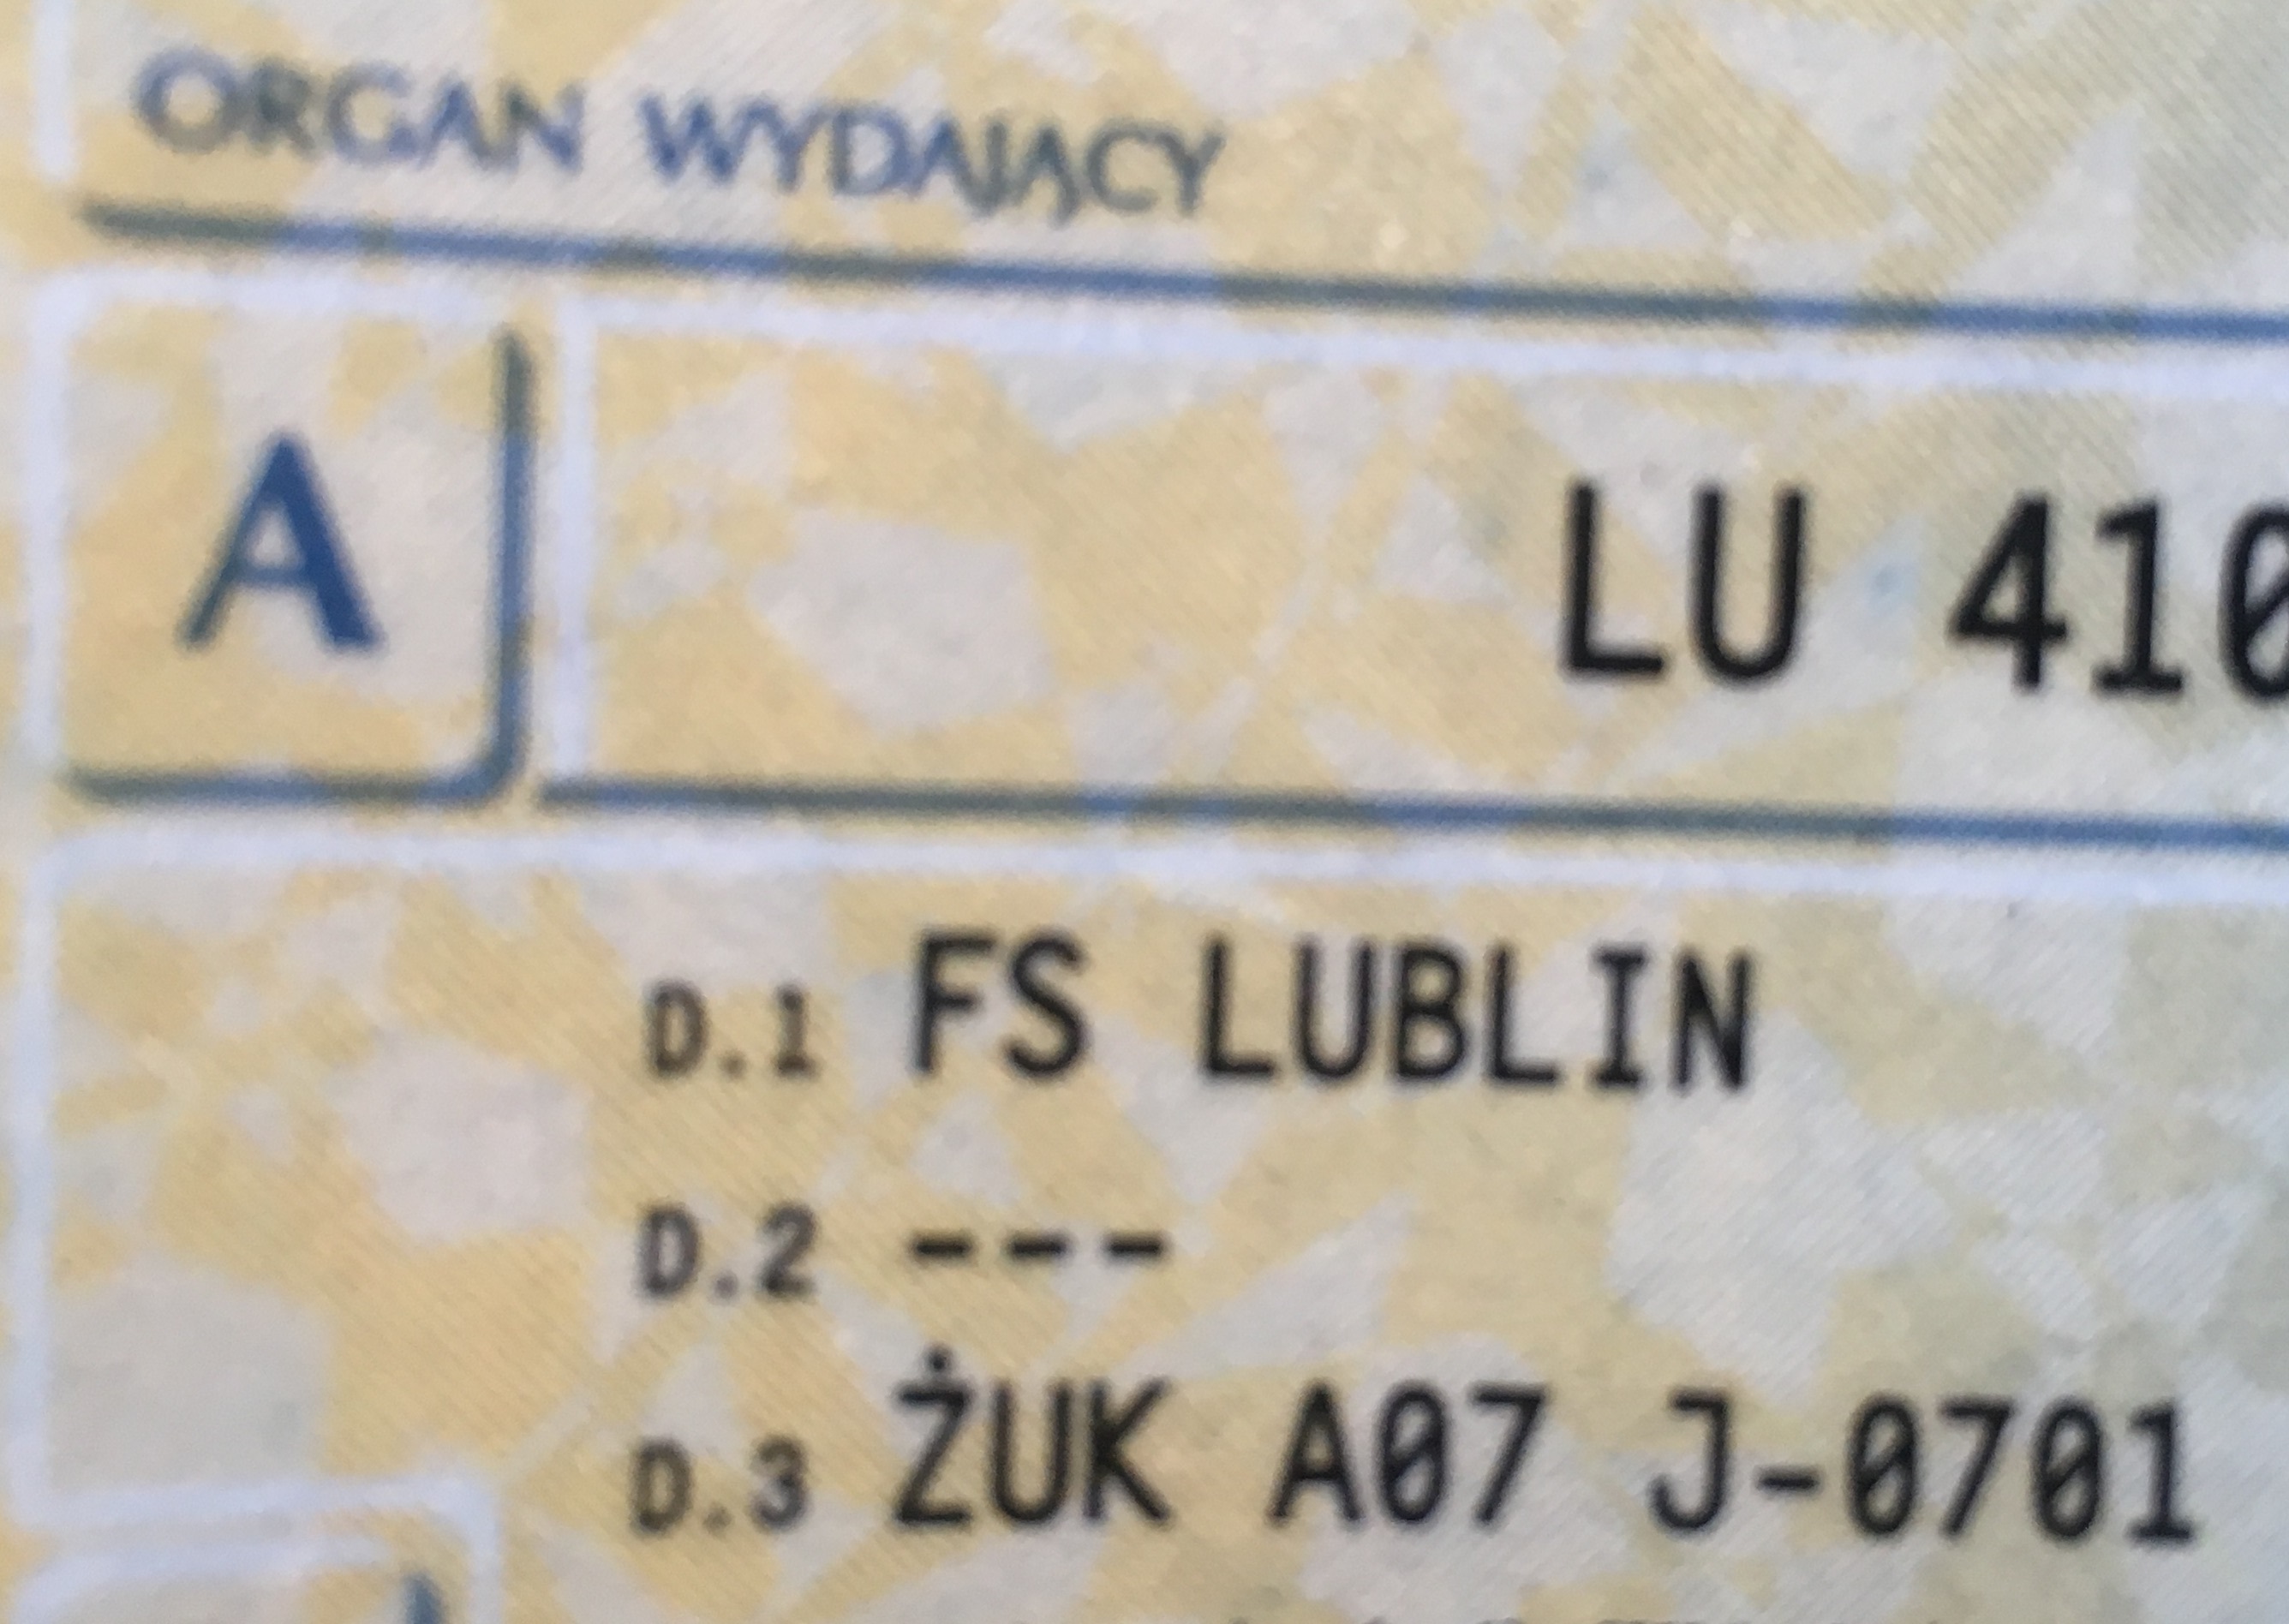 ORGAN WYDAJĄCY
A
LU 410
D.1 FS LUBLIN
D.2 ---
D.3 ŻUK A07 J-0701